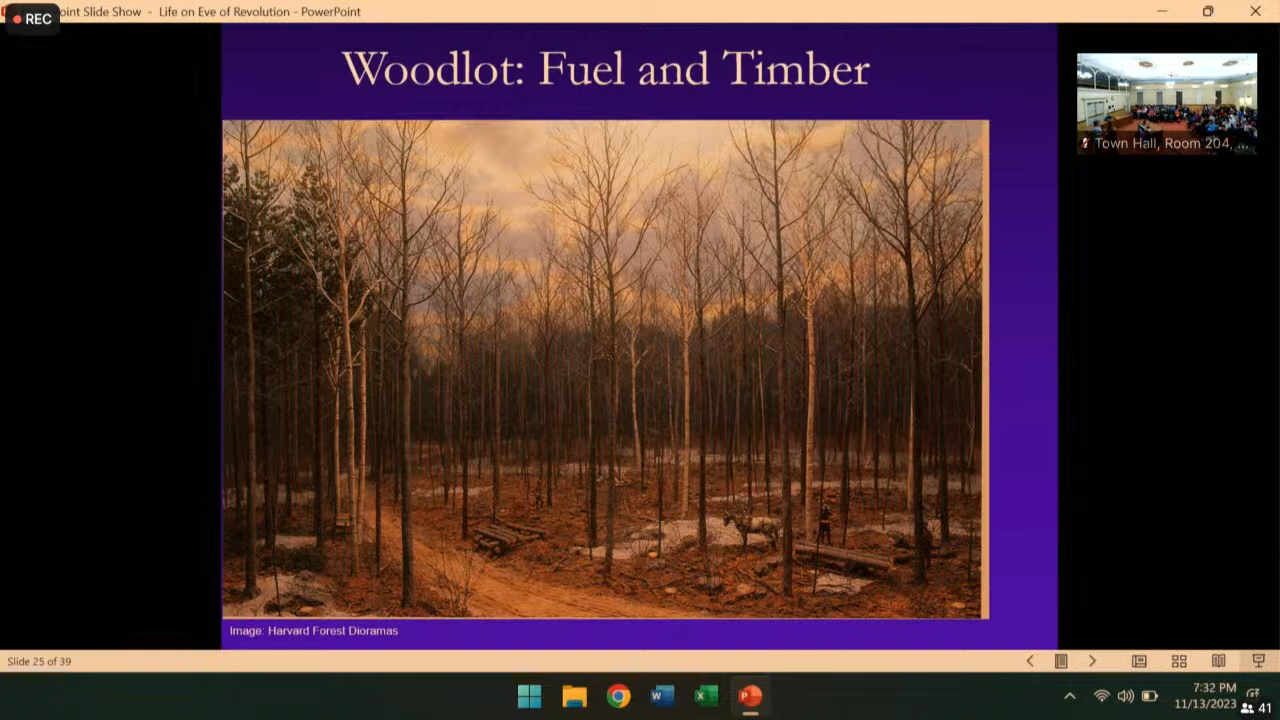 REC
oint Slide Show - Life on Eve of Revolution - PowerPoint
Woodlot: Fuel and Timber
Town Hall, Room 204, ...
Image: Harvard Forest Dioramas
Slide 25 of 39
7:32 PM
11/13/2023
41